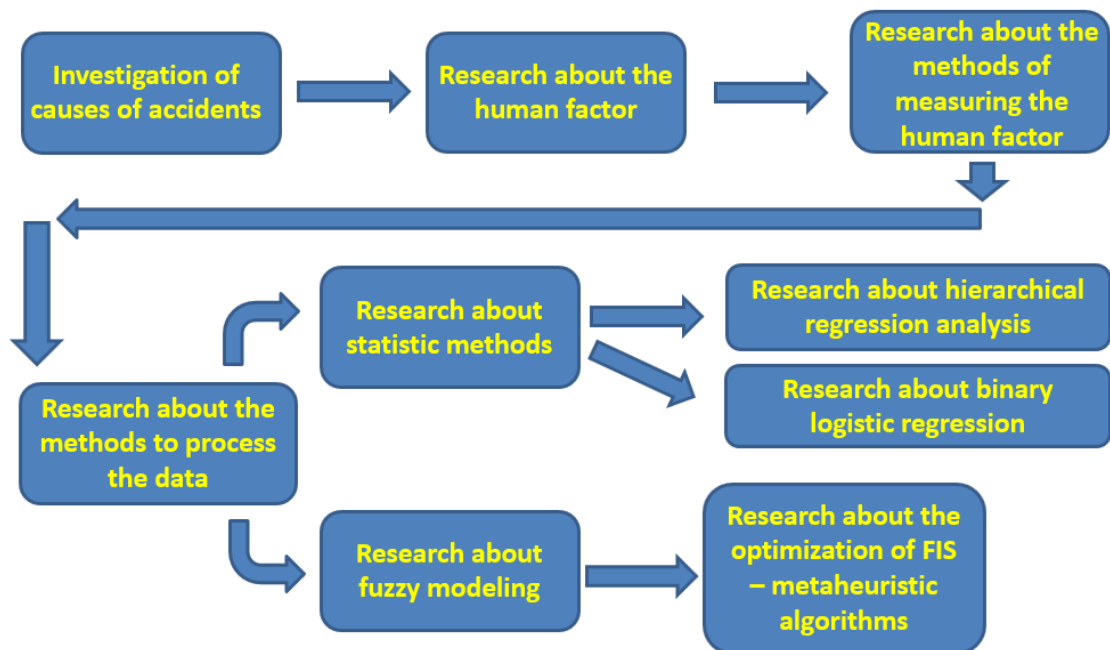 Investigation of
causes of accidents
Research about the
human factor
Research about the
methods of
measuring the
human factor
Research about
statistic methods
Research about hierarchical
regression analysis
Research about binary
logistic regression
Research about the
methods to process
the data
Research about
fuzzy modeling
Research about the
optimization of FIS
– metaheuristic
algorithms